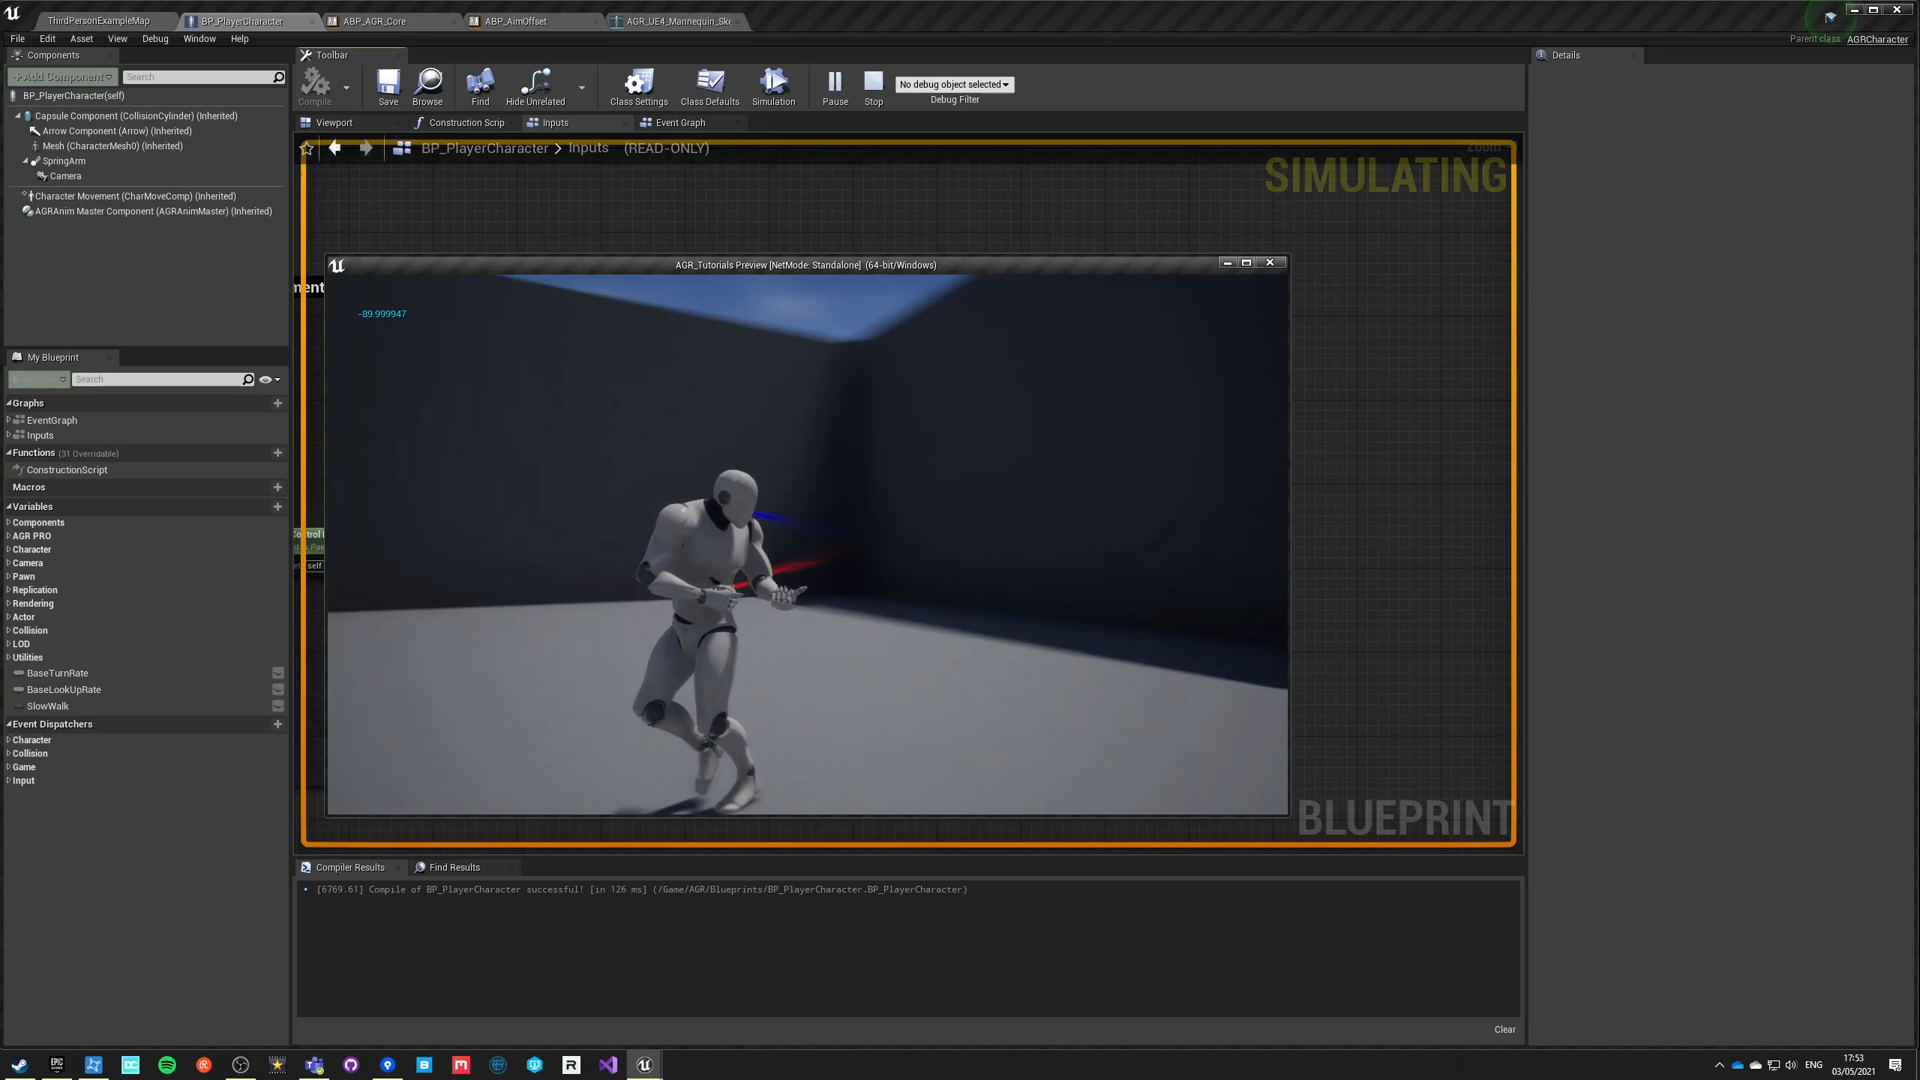 ThirdPersonExampleMap
BP_PlayerCharacter
ABP_AGR_Core
ABP_AimOffset
AGR_UE4_Mannequin_Ske
File Edit Asset View Debug Window Help
Parent class: AGRCharacter
Components
Add Component
Search
BP_PlayerCharacter(self)
Capsule Component (CollisionCylinder) (Inherited)
Arrow Component (Arrow) (Inherited)
Mesh (CharacterMesh0) (Inherited)
SpringArm
Camera
Character Movement (CharMoveComp) (Inherited)
AGRAnim Master Component (AGRAnimMaster) (Inherited)
My Blueprint
Search
Graphs
EventGraph
Inputs
Functions (31 Overridable)
ConstructionScript
Macros
Variables
Components
AGR PRO
Character
Camera
Pawn
Replication
Rendering
Actor
Collision
LOD
Utilities
BaseTurnRate
BaseLookUpRate
SlowWalk
Event Dispatchers
Character
Collision
Game
Input
Toolbar
Compile
Save
Browse
Find
Hide Unrelated
Class Settings
Class Defaults
Simulation
Pause
Stop
No debug object selected
Debug Filter
Viewport
Construction Scrip
Inputs
Event Graph
BP_PlayerCharacter > Inputs (READ-ONLY)
Zoom
SIMULATING
ment
AGR_Tutorials Preview [NetMode: Standalone] (64-bit/Windows)
-89.999947
self
BLUEPRINT
Compiler Results
Find Results
[6769.61] Compile of BP_PlayerCharacter successful! [in 126 ms] (/Game/AGR/Blueprints/BP_PlayerCharacter.BP_PlayerCharacter)
Clear
Details
EPIC
ENG
17:53
03/05/2021